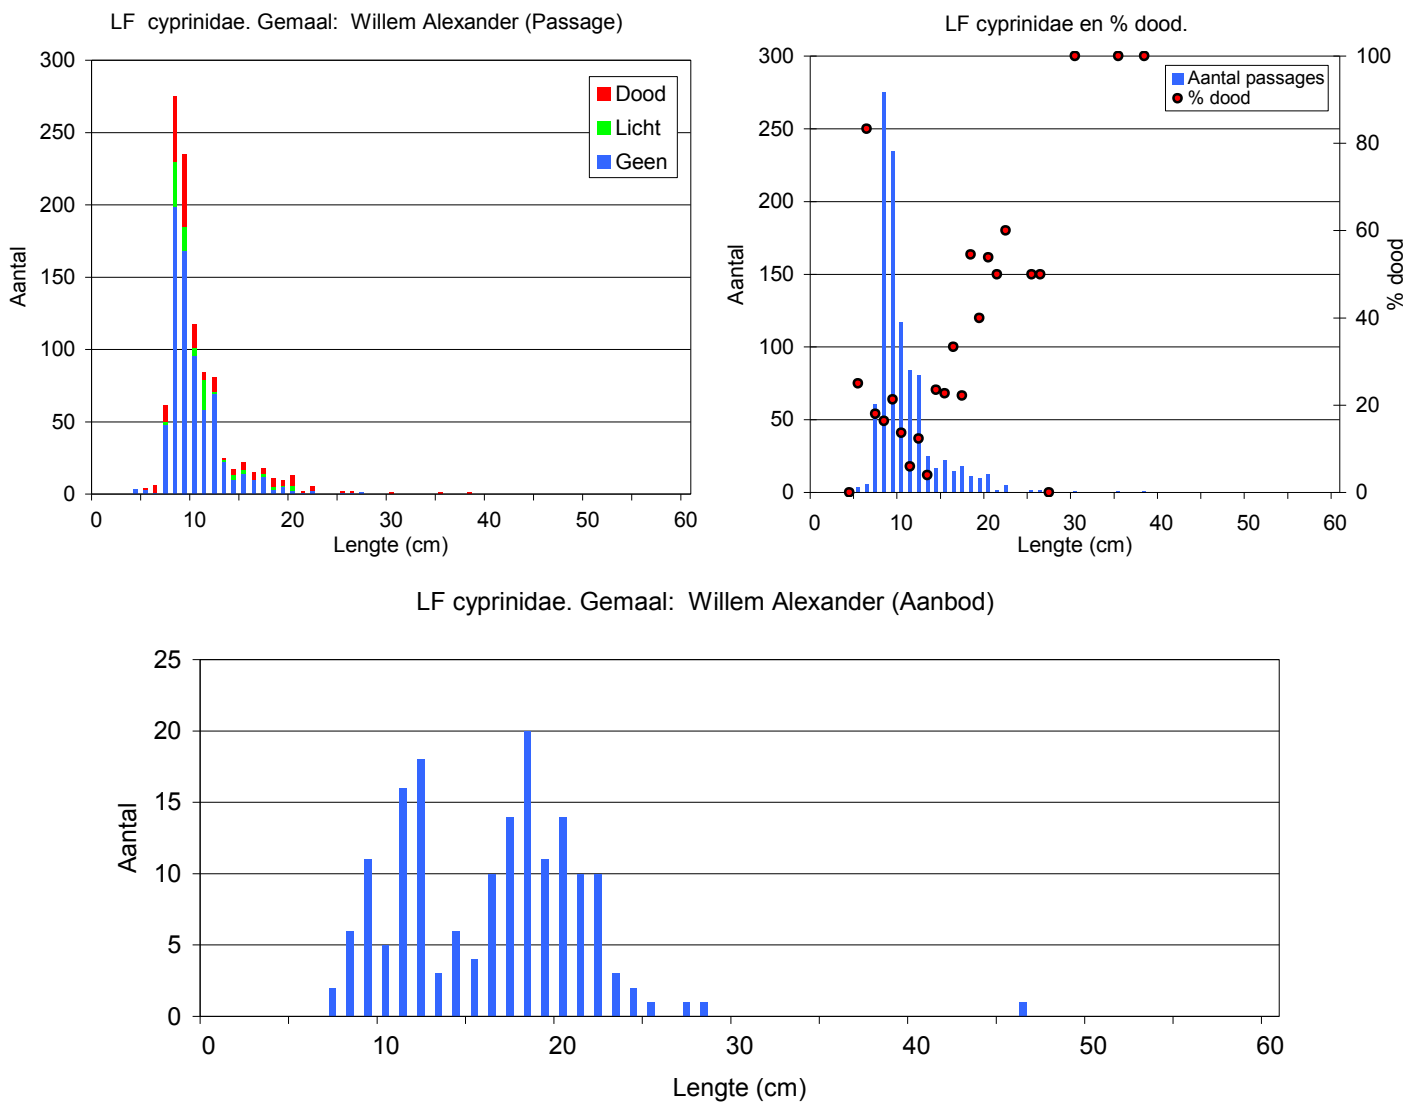 LF cyprinidae. Gemaal: Willem Alexander (Passage)
300
250
200
150
100
50
0
Aantal
Dood
Licht
Geen
0 10 20 30 40 50 60
Lengte (cm)
LF cyprinidae en % dood.
300
250
200
150
100
50
0
Aantal
Aantal passages
% dood
100
80
60
40
20
0
% dood
0 10 20 30 40 50 60
Lengte (cm)
LF cyprinidae. Gemaal: Willem Alexander (Aanbod)
25
20
15
10
5
0
Aantal
0 10 20 30 40 50 60
Lengte (cm)